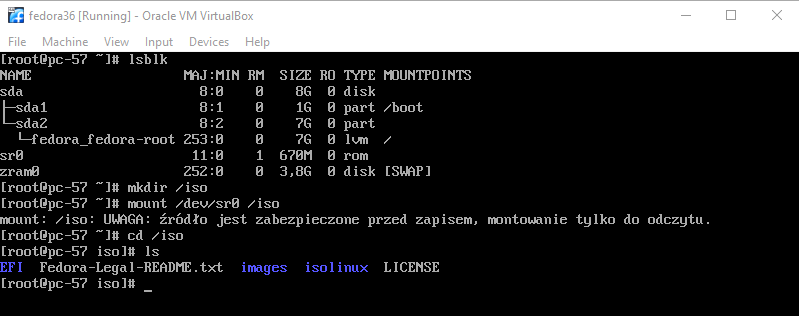 fedora36 [Running] - Oracle VM VirtualBox
File Machine View Input Devices Help
[root@pc-57 ~]# lsblk
NAME                   MAJ:MIN RM  SIZE RO TYPE MOUNTPOINTS
sda                      8:0    0    8G  0 disk
├─sda1                   8:1    0    1G  0 part /boot
└─sda2                   8:2    0    7G  0 part
  └─fedora_fedora-root 253:0    0    7G  0 lvm  /
sr0                     11:0    1  670M  0 rom
zram0                  252:0    0  3,8G  0 disk [SWAP]
[root@pc-57 ~]# mkdir /iso
[root@pc-57 ~]# mount /dev/sr0 /iso
mount: /iso: UWAGA: źródło jest zabezpieczone przed zapisem, montowanie tylko do odczytu.
[root@pc-57 ~]# cd /iso
[root@pc-57 iso]# ls
EFI  Fedora-Legal-README.txt  images  isolinux  LICENSE
[root@pc-57 iso]# _